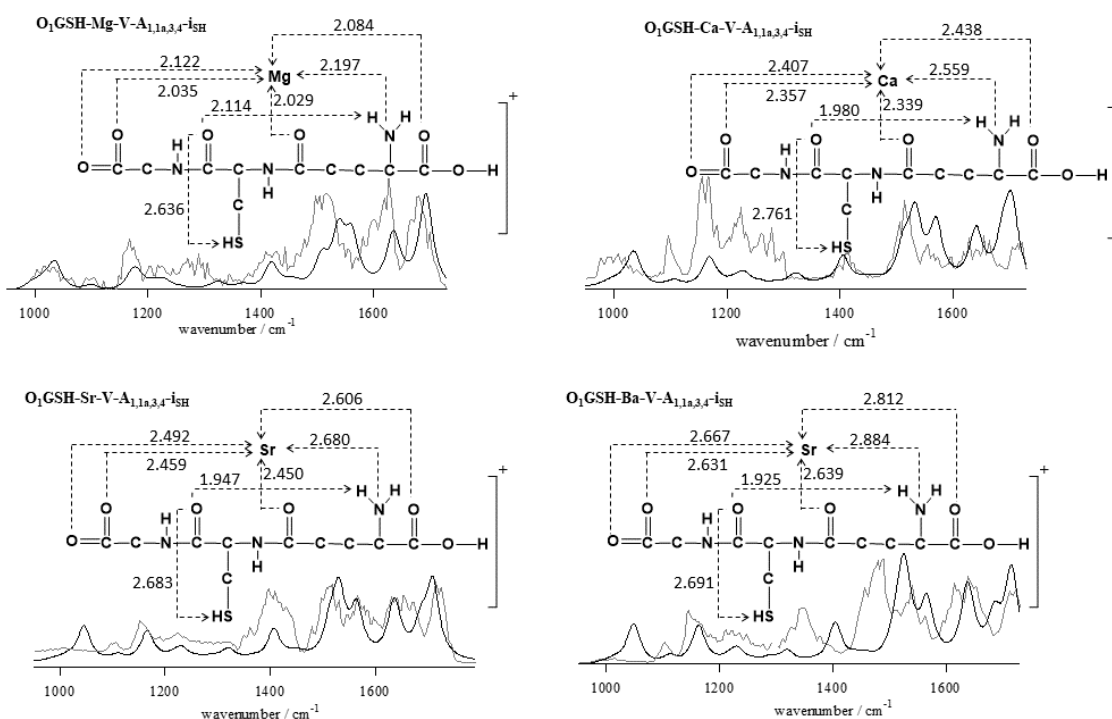 O₁GSH-Mg-V-A₁,₁ₐ,₃,₄-iSH
2.084
2.122
Mg
2.197
2.035
2.114
2.029
H H
+
O O H O O N O
O C C N C C N C C C C C O H
H
C
2.636
HS
1000 1200 1400 1600
wavenumber / cm⁻¹
O₁GSH-Ca-V-A₁,₁ₐ,₃,₄-iSH
2.438
2.407
Ca
2.559
2.357
1.980
2.339
H H
O O H O O N O
O C C N C C N C C C C C O H
H
C
2.761
HS
1000 1200 1400 1600
wavenumber / cm⁻¹
O₁GSH-Sr-V-A₁,₁ₐ,₃,₄-iSH
2.606
2.492
Sr
2.680
2.459
1.947
2.450
H H
+
O O H O O N O
O C C N C C N C C C C C O H
H
C
2.683
HS
1000 1200 1400 1600
wavenumber / cm⁻¹
O₁GSH-Ba-V-A₁,₁ₐ,₃,₄-iSH
2.812
2.667
Sr
2.884
2.631
1.925
2.639
H H
+
O O H O O N O
O C C N C C N C C C C C O H
H
C
2.691
HS
1000 1200 1400 1600
wavenumber / cm⁻¹